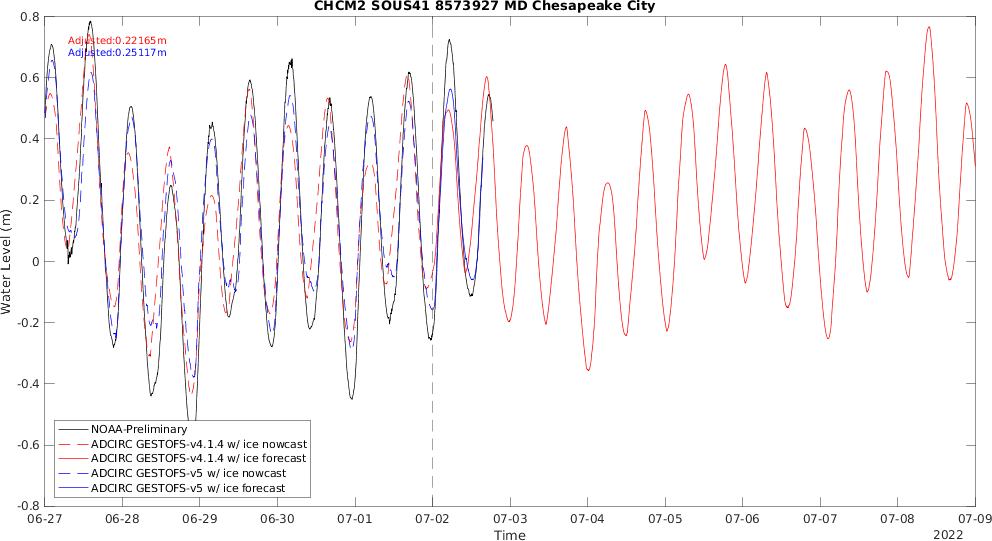 CHCM2 SOUS41 8573927 MD Chesapeake City
0.8
Adjusted:0.22165m
Adjusted:0.25117m
0.6
0.4
0.2
0
-0.2
-0.4
-0.6
-0.8
Water Level (m)
NOAA-Preliminary
ADCIRC GESTOFS-v4.1.4 w/ ice nowcast
ADCIRC GESTOFS-v4.1.4 w/ ice forecast
ADCIRC GESTOFS-v5 w/ ice nowcast
ADCIRC GESTOFS-v5 w/ ice forecast
06-27 06-28 06-29 06-30 07-01 07-02 07-03 07-04 07-05 07-06 07-07 07-08 07-09
Time
2022